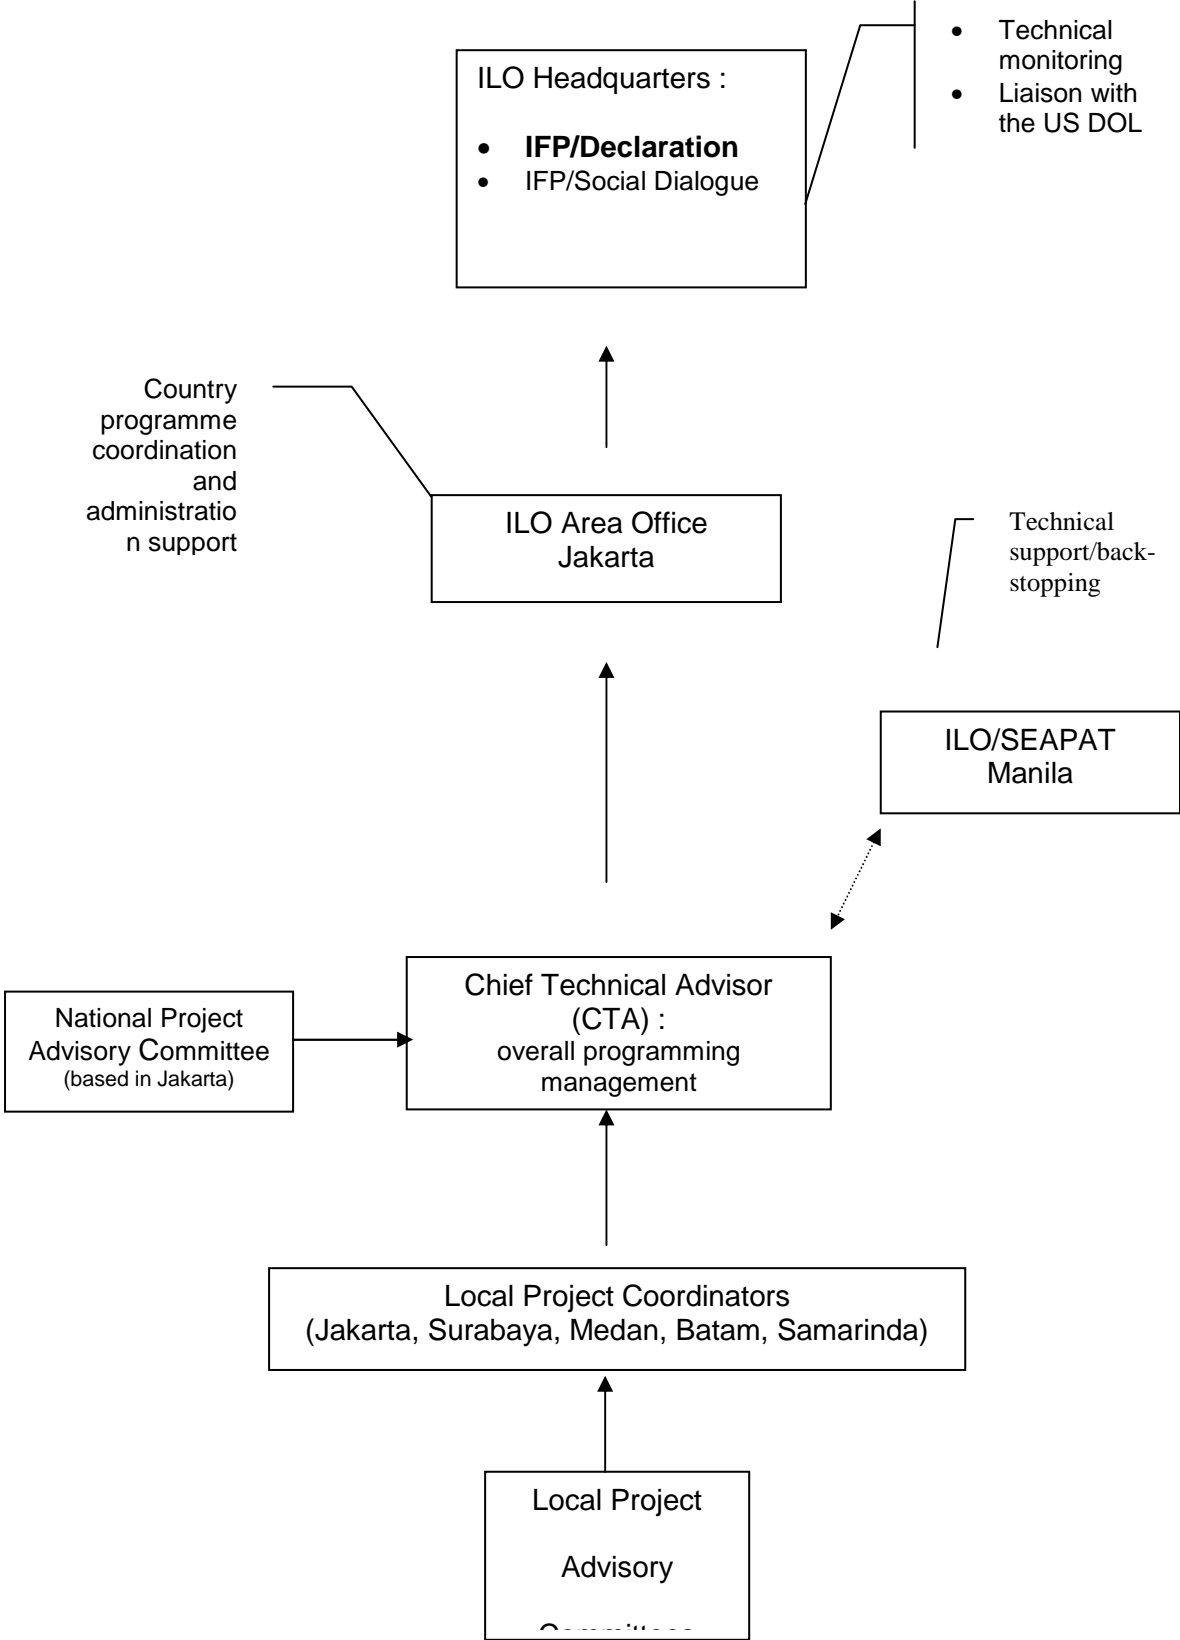 • Technical
monitoring
• Liaison with
the US DOL
ILO Headquarters :
• IFP/Declaration
• IFP/Social Dialogue
Country
programme
coordination
and
administratio
n support
ILO Area Office
Jakarta
Technical
support/back-
stopping
ILO/SEAPAT
Manila
Chief Technical Advisor
(CTA) :
overall programming
management
National Project
Advisory Committee
(based in Jakarta)
Local Project Coordinators
(Jakarta, Surabaya, Medan, Batam, Samarinda)
Local Project
Advisory
Committees